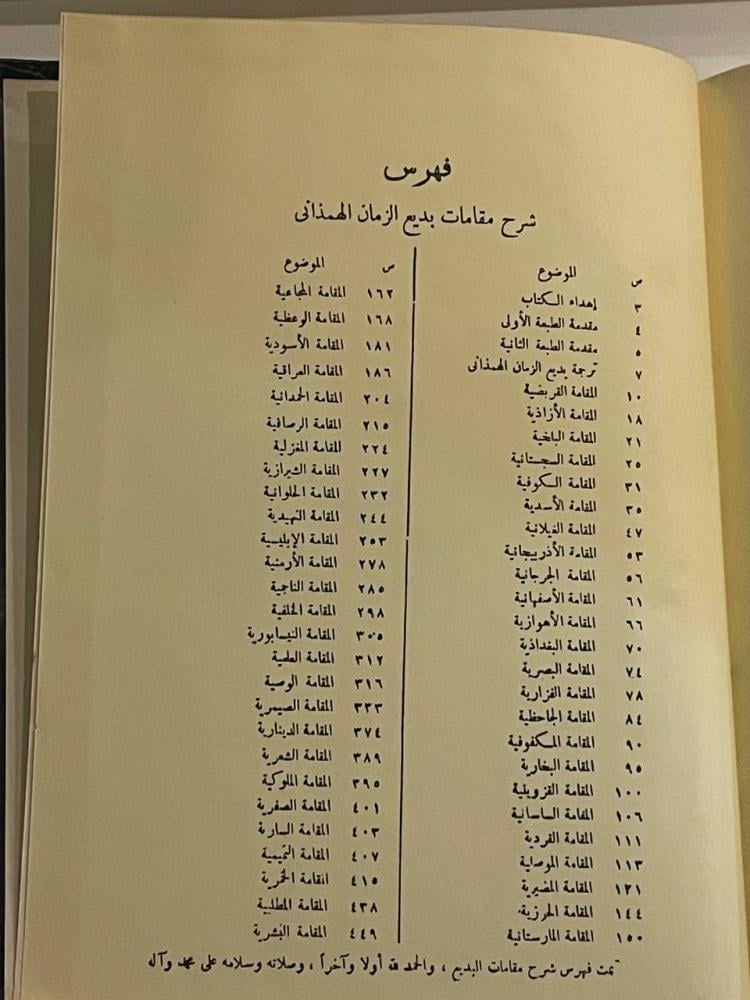 فهرس
شرح مقامات بديع الزمان الهمذانى
ص الموضوع
٣ إهداء الكتاب
٤ مقدمة الطبعة الأولى
٥ مقدمة الطبعة الثانية
٧ ترجمة بديع الزمان الهمذانى
١٠ المقامة القريضية
١٨ المقامة الأزاذية
٢١ المقامة البلخية
٢٥ المقامة السجستانية
٣١ المقامة الكوفية
٣٥ المقامة الأسدية
٤٧ المقامة الغيلانية
٥٣ المقامة الأذربيجانية
٥٦ المقامة الجرجانية
٦١ المقامة الأصفهانية
٦٦ المقامة الأهوازية
٧٠ المقامة البغداذية
٧٤ المقامة البصرية
٧٨ المقامة الفزارية
٨٤ المقامة الجاحظية
٩٠ المقامة المكفوفية
٩٥ المقامة البخارية
١٠٠ المقامة القزوينية
١٠٦ المقامة الساسانية
١١١ المقامة القردية
١١٣ المقامة الموصلية
١٢١ المقامة المضيرية
١٤٤ المقامة الحرزية
١٥٠ المقامة المارستانية
ص الموضوع
١٦٢ المقامة المجاعية
١٦٨ المقامة الوعظية
١٨١ المقامة الأسودية
١٨٦ المقامة العراقية
٢٠٤ المقامة الحمدانية
٢١٥ المقامة الرصافية
٢٢٤ المقامة المغزلية
٢٢٧ المقامة الشيرازية
٢٣٢ المقامة الحلوانية
٢٤٤ المقامة النهيدية
٢٥٣ المقامة الإبليسية
٢٧٨ المقامة الأرمنية
٢٨٥ المقامة الناجمية
٢٩٨ المقامة الخلفية
٣٠٥ المقامة النيسابورية
٣١٢ المقامة العلمية
٣١٦ المقامة الوصية
٣٣٣ المقامة الصيمرية
٣٧٤ المقامة الدينارية
٣٨٩ المقامة الشعرية
٣٩٥ المقامة الملوكية
٤٠١ المقامة الصفرية
٤٠٣ المقامة السارية
٤٠٧ المقامة التميمية
٤١٥ المقامة الخمرية
٤٣٨ المقامة المطلبية
٤٤٩ المقامة البشرية
تمت فهرس شرح مقامات البديع ، والحمد لله أولا وآخراً ، وصلاته وسلامه على محمد وآله